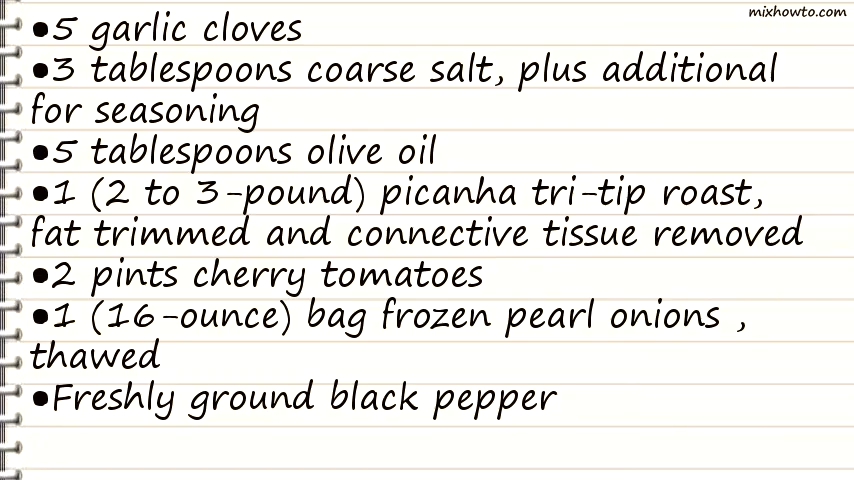 mixhowto.com
•5 garlic cloves
•3 tablespoons coarse salt, plus additional
for seasoning
•5 tablespoons olive oil
•1 (2 to 3-pound) picanha tri-tip roast,
fat trimmed and connective tissue removed
•2 pints cherry tomatoes
•1 (16-ounce) bag frozen pearl onions ,
thawed
•Freshly ground black pepper